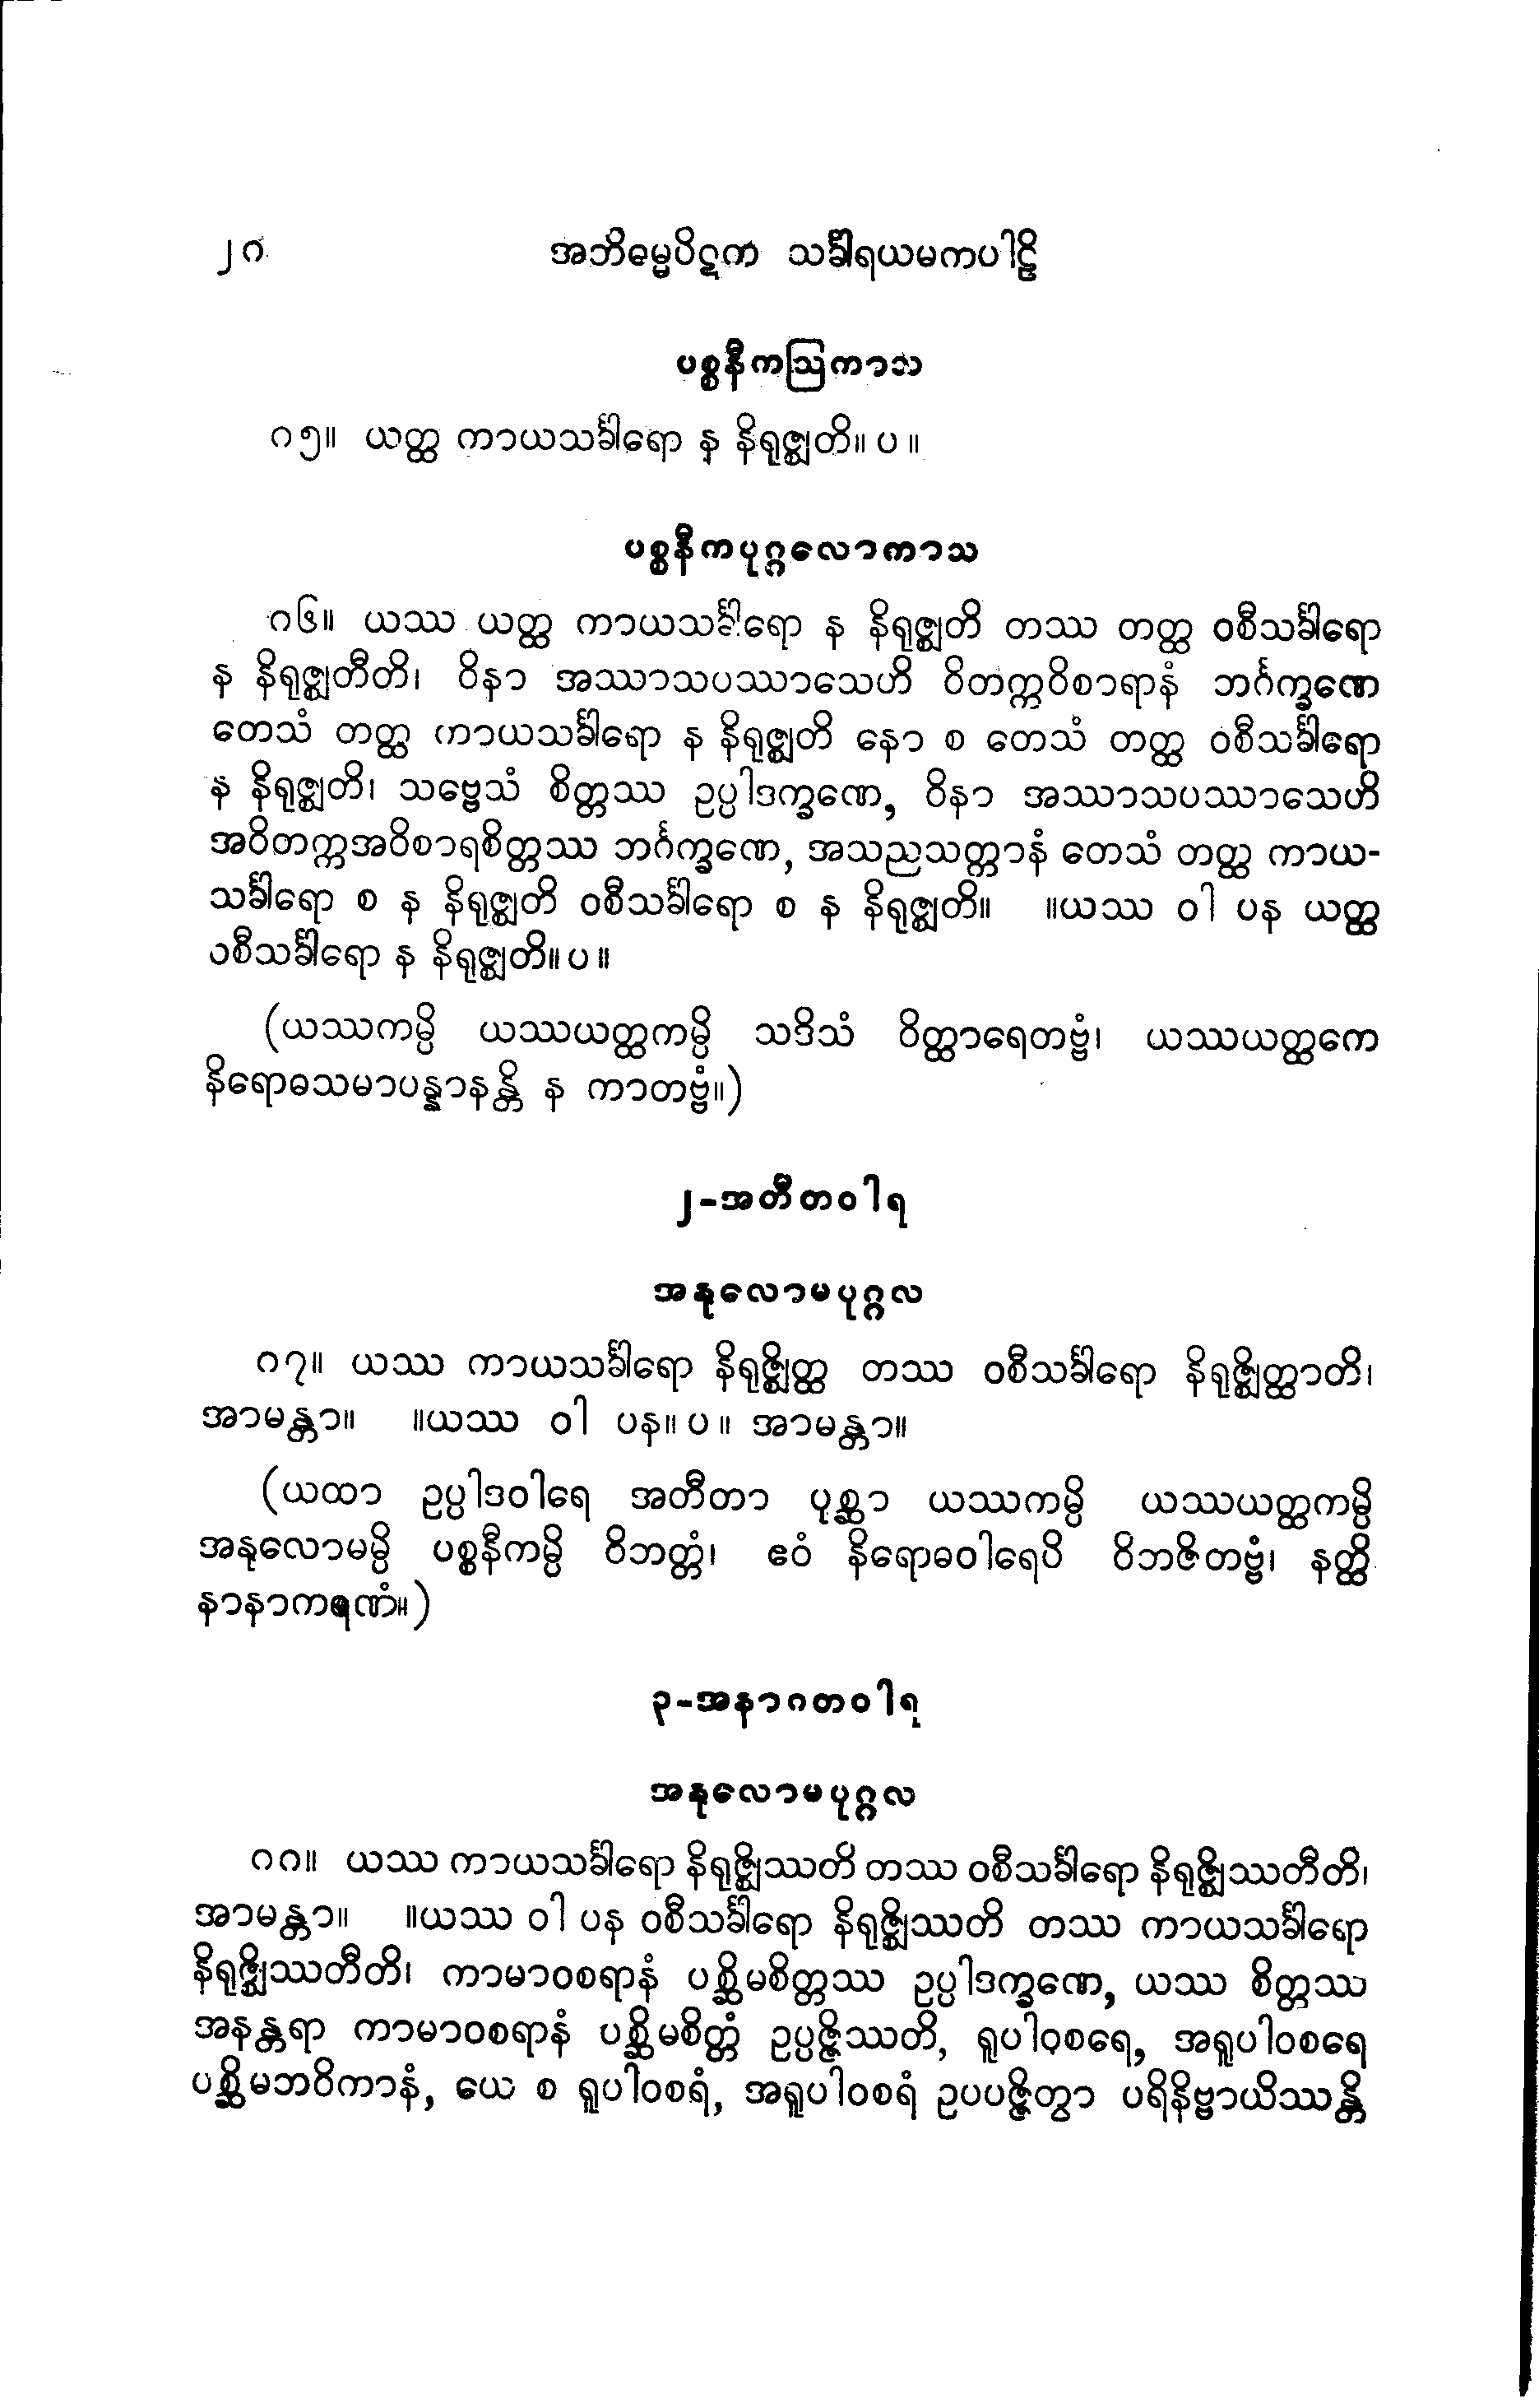 ၂၈ အဘိဓမ္မပိဋက သင်္ခါရယမကပါဠိ
ပစ္စနီကဩကာသ
၈၅။ ယတ္ထ ကာယသင်္ခါရော န နိရုဇ္ဈတိ။ ပ ။
ပစ္စနီကပုဂ္ဂလောကာသ
၈၆။ ယဿ ယတ္ထ ကာယသင်္ခါရော န နိရုဇ္ဈတိ တဿ တတ္ထ ဝစီသင်္ခါရော
န နိရုဇ္ဈတီတိ၊ ဝိနာ အဿာသပဿာသေဟိ ဝိတက္ကဝိစာရာနံ ဘင်္ဂက္ခဏေ
တေသံ တတ္ထ ကာယသင်္ခါရော န နိရုဇ္ဈတိ နော စ တေသံ တတ္ထ ဝစီသင်္ခါရော
န နိရုဇ္ဈတိ၊ သဗ္ဗေသံ စိတ္တဿ ဥပ္ပါဒက္ခဏေ, ဝိနာ အဿာသပဿာသေဟိ
အဝိတက္ကအဝိစာရစိတ္တဿ ဘင်္ဂက္ခဏေ, အသညသတ္တာနံ တေသံ တတ္ထ ကာယ-
သင်္ခါရော စ န နိရုဇ္ဈတိ ဝစီသင်္ခါရော စ န နိရုဇ္ဈတိ။ ။ယဿ ဝါ ပန ယတ္ထ
ဝစီသင်္ခါရော န နိရုဇ္ဈတိ။ ပ ။
(ယဿကမ္ပိ ယဿယတ္ထကမ္ပိ သဒိသံ ဝိတ္ထာရေတဗ္ဗံ၊ ယဿယတ္ထကေ
နိရောဓသမာပန္နာနန္တိ န ကာတဗ္ဗံ။)
၂-အတီတဝါရ
အနုလောမပုဂ္ဂလ
၈၇။ ယဿ ကာယသင်္ခါရော နိရုဇ္ဈိတ္ထ တဿ ဝစီသင်္ခါရော နိရုဇ္ဈိတ္ထာတိ၊
အာမန္တာ။ ။ယဿ ဝါ ပန။ ပ ။ အာမန္တာ။
(ယထာ ဥပ္ပါဒဝါရေ အတီတာ ပုစ္ဆာ ယဿကမ္ပိ ယဿယတ္ထကမ္ပိ
အနုလောမမ္ပိ ပစ္စနီကမ္ပိ ဝိဘတ္တံ၊ ဧဝံ နိရောဓဝါရေပိ ဝိဘဇိတဗ္ဗံ၊ နတ္ထိ
နာနာကရဏံ။)
၃-အနာဂတဝါရ
အနုလောမပုဂ္ဂလ
၈၈။ ယဿ ကာယသင်္ခါရော နိရုဇ္ဈိဿတိ တဿ ဝစီသင်္ခါရော နိရုဇ္ဈိဿတီတိ၊
အာမန္တာ။ ။ယဿ ဝါ ပန ဝစီသင်္ခါရော နိရုဇ္ဈိဿတိ တဿ ကာယသင်္ခါရော
နိရုဇ္ဈိဿတီတိ၊ ကာမာဝစရာနံ ပစ္ဆိမစိတ္တဿ ဥပ္ပါဒက္ခဏေ, ယဿ စိတ္တဿ
အနန္တရာ ကာမာဝစရာနံ ပစ္ဆိမစိတ္တံ ဥပ္ပဇ္ဇိဿတိ, ရူပါဝစရေ, အရူပါဝစရေ
ပစ္ဆိမဘဝိကာနံ, ယေ စ ရူပါဝစရံ, အရူပါဝစရံ ဥပပဇ္ဇိတွာ ပရိနိဗ္ဗာယိဿန္တိ